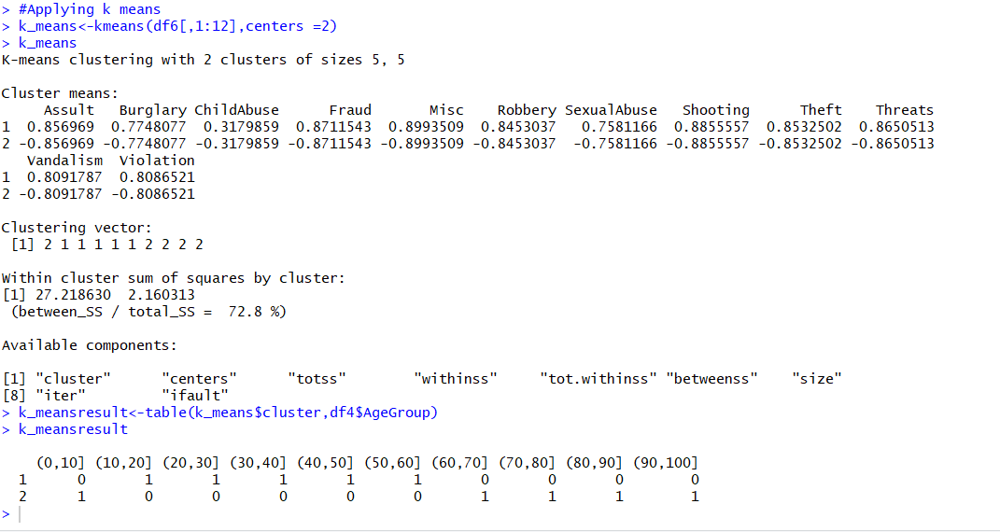 > #Applying k means
> k_means<-kmeans(df6[,1:12],centers =2)
> k_means
K-means clustering with 2 clusters of sizes 5, 5
Cluster means:
Assult Burglary ChildAbuse Fraud Misc Robbery SexualAbuse Shooting Theft Threats
1 0.856969 0.7748077 0.3179859 0.8711543 0.8993509 0.8453037 0.7581166 0.8855557 0.8532502 0.8650513
2 -0.856969 -0.7748077 -0.3179859 -0.8711543 -0.8993509 -0.8453037 -0.7581166 -0.8855557 -0.8532502 -0.8650513
Vandalism Violation
1 0.8091787 0.8086521
2 -0.8091787 -0.8086521
Clustering vector:
[1] 2 1 1 1 1 1 2 2 2 2
Within cluster sum of squares by cluster:
[1] 27.218630 2.160313
(between_SS / total_SS = 72.8 %)
Available components:
[1] "cluster" "centers" "totss" "withinss" "tot.withinss" "betweenss" "size"
[8] "iter" "ifault"
> k_meansresult<-table(k_means$cluster,df4$AgeGroup)
> k_meansresult
(0,10] (10,20] (20,30] (30,40] (40,50] (50,60] (60,70] (70,80] (80,90] (90,100]
1 0 1 1 1 1 1 0 0 0 0
2 1 0 0 0 0 0 1 1 1 1
>